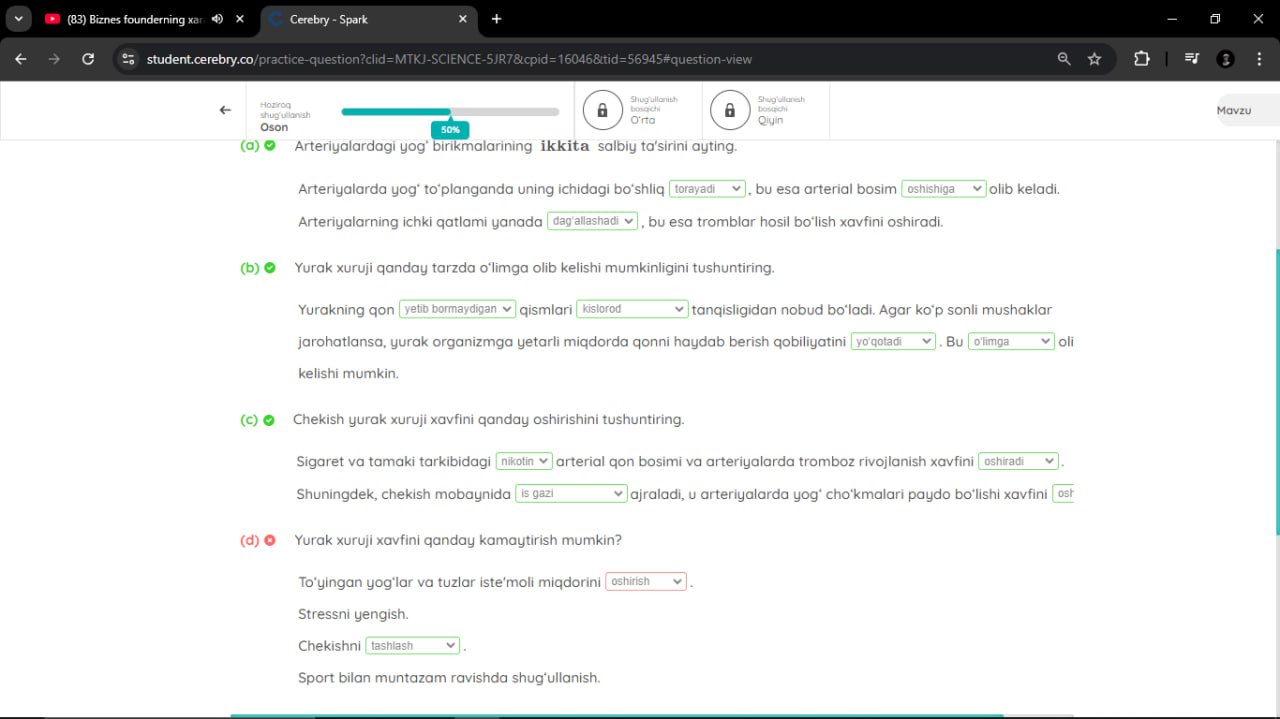 (83) Biznes founderning xar
Cerebry - Spark
student.cerebry.co/practice-question?clid=MTKJ-SCIENCE-5JR7&cpid=16046&tid=56945#question-view
Hoziroq
shug'ullanish
Oson
50%
Shug'ullanish
bosqichi
O'rta
Shug'ullanish
bosqichi
Qiyin
Mavzu
(a) Arteriyalardagi yog' birikmalarining ikkita salbiy ta'sirini ayting.
Arteriyalarda yog' to'planganda uning ichidagi bo'shliq torayadi , bu esa arterial bosim oshishiga olib keladi.
Arteriyalarning ichki qatlami yanada dag'allashadi , bu esa tromblar hosil bo'lish xavfini oshiradi.
(b) Yurak xuruji qanday tarzda o'limga olib kelishi mumkinligini tushuntiring.
Yurakning qon yetib bormaydigan qismlari kislorod tanqisligidan nobud bo'ladi. Agar ko'p sonli mushaklar
jarohatlansa, yurak organizmga yetarli miqdorda qonni haydab berish qobiliyatini yo'qotadi . Bu o'limga oli
kelishi mumkin.
(c) Chekish yurak xuruji xavfini qanday oshirishini tushuntiring.
Sigaret va tamaki tarkibidagi nikotin arterial qon bosimi va arteriyalarda tromboz rivojlanish xavfini oshiradi .
Shuningdek, chekish mobaynida is gazi ajraladi, u arteriyalarda yog' cho'kmalari paydo bo'lishi xavfini osh
(d) Yurak xuruji xavfini qanday kamaytirish mumkin?
To'yingan yog'lar va tuzlar iste'moli miqdorini oshirish .
Stressni yengish.
Chekishni tashlash .
Sport bilan muntazam ravishda shug'ullanish.